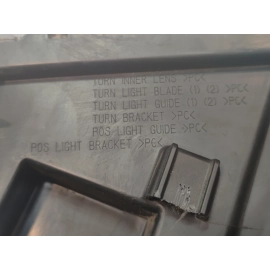 TURN INNER LENS >PC<
TURN LIGHT BLADE (1) (2) >PC<
TURN LIGHT GUIDE (1) (2) >PC<
TURN BRACKET >PC<
POS LIGHT GUIDE >PC<
POS LIGHT BRACKET >PC<